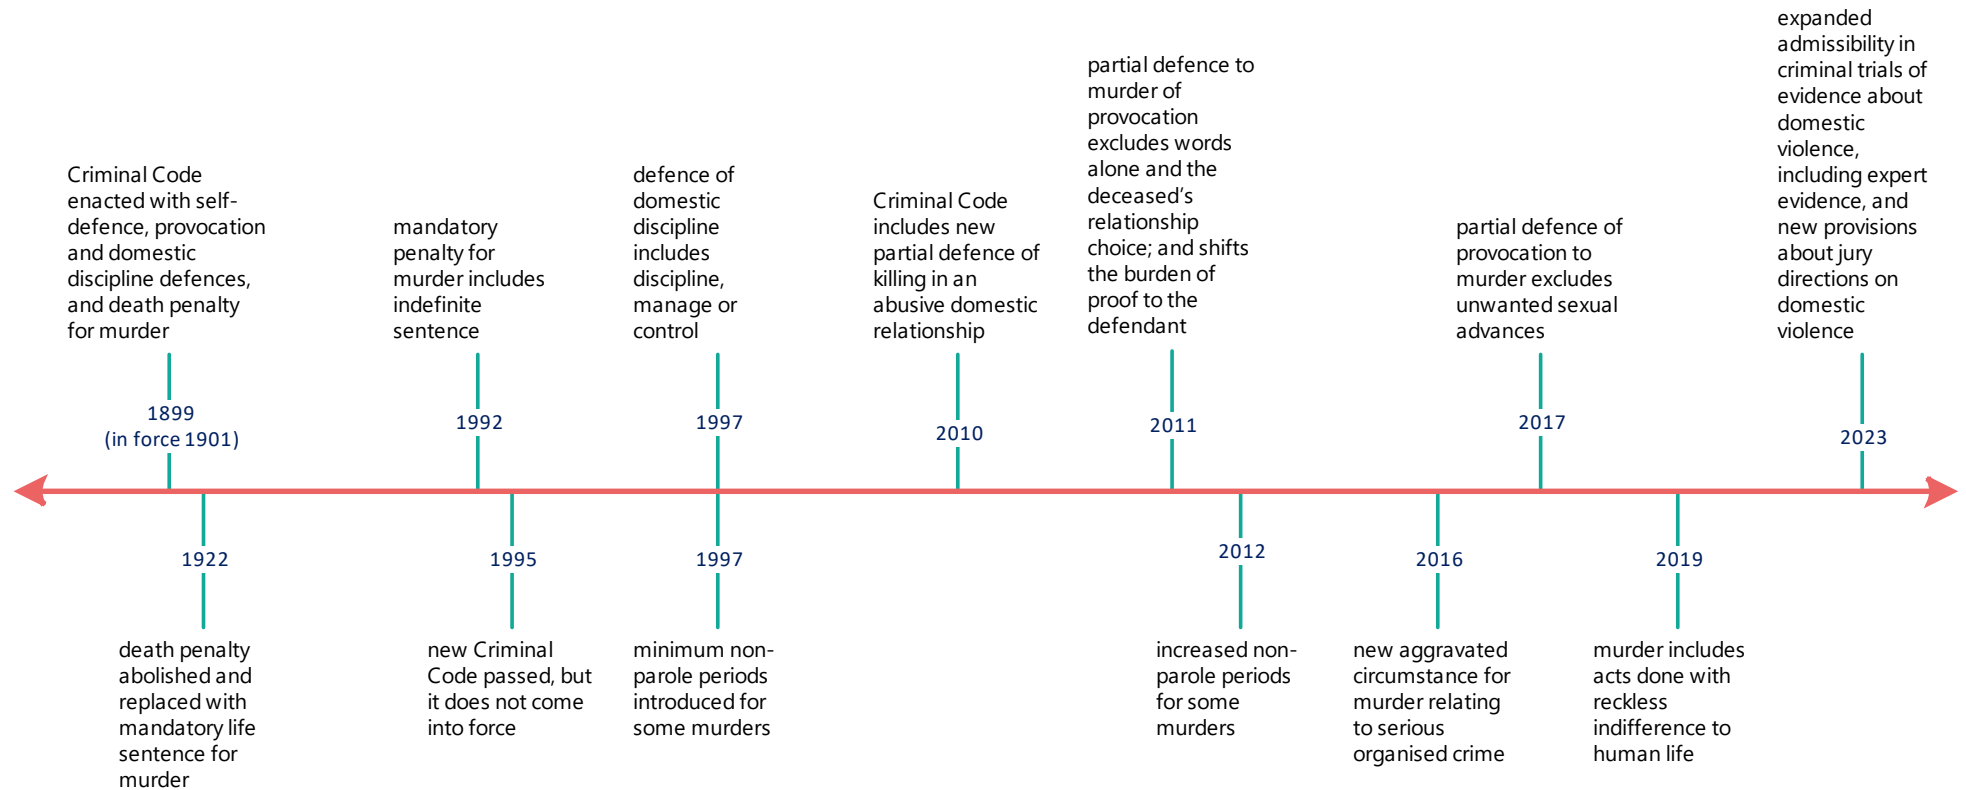 Criminal Code
enacted with self-
defence, provocation
and domestic
discipline defences,
and death penalty
for murder
1899
(in force 1901)
1922
death penalty
abolished and
replaced with
mandatory life
sentence for
murder
mandatory
penalty for
murder includes
indefinite
sentence
1992
1995
new Criminal
Code passed, but
it does not come
into force
defence of
domestic
discipline
includes
discipline,
manage or
control
1997
1997
minimum non-
parole periods
introduced for
some murders
Criminal Code
includes new
partial defence of
killing in an
abusive domestic
relationship
2010
partial defence to
murder of
provocation
excludes words
alone and the
deceased's
relationship
choice; and shifts
the burden of
proof to the
defendant
2011
2012
increased non-
parole periods
for some
murders
2016
new aggravated
circumstance for
murder relating
to serious
organised crime
partial defence of
provocation to
murder excludes
unwanted sexual
advances
2017
2019
murder includes
acts done with
reckless
indifference to
human life
expanded
admissibility in
criminal trials of
evidence about
domestic
violence,
including expert
evidence, and
new provisions
about jury
directions on
domestic
violence
2023